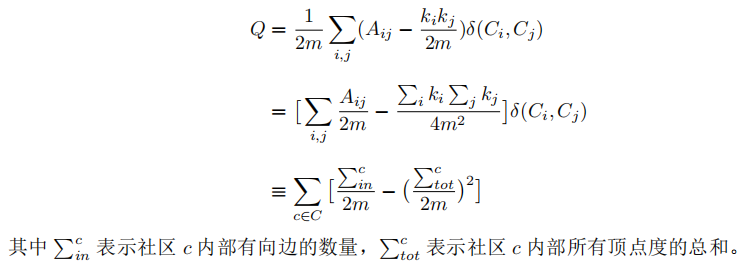 Q = \frac{1}{2m} \sum_{i,j} (A_{ij} - \frac{k_i k_j}{2m}) \delta(C_i, C_j)
= [\sum_{i,j} \frac{A_{ij}}{2m} - \frac{\sum_i k_i \sum_j k_j}{4m^2}] \delta(C_i, C_j)
≡ \sum_{c \in C} [\frac{\sum_{in}^{c}}{2m} - (\frac{\sum_{tot}^{c}}{2m})^2]
其中 \sum_{in}^{c} 表示社区 c 内部有向边的数量，\sum_{tot}^{c} 表示社区 c 内部所有顶点度的总和。